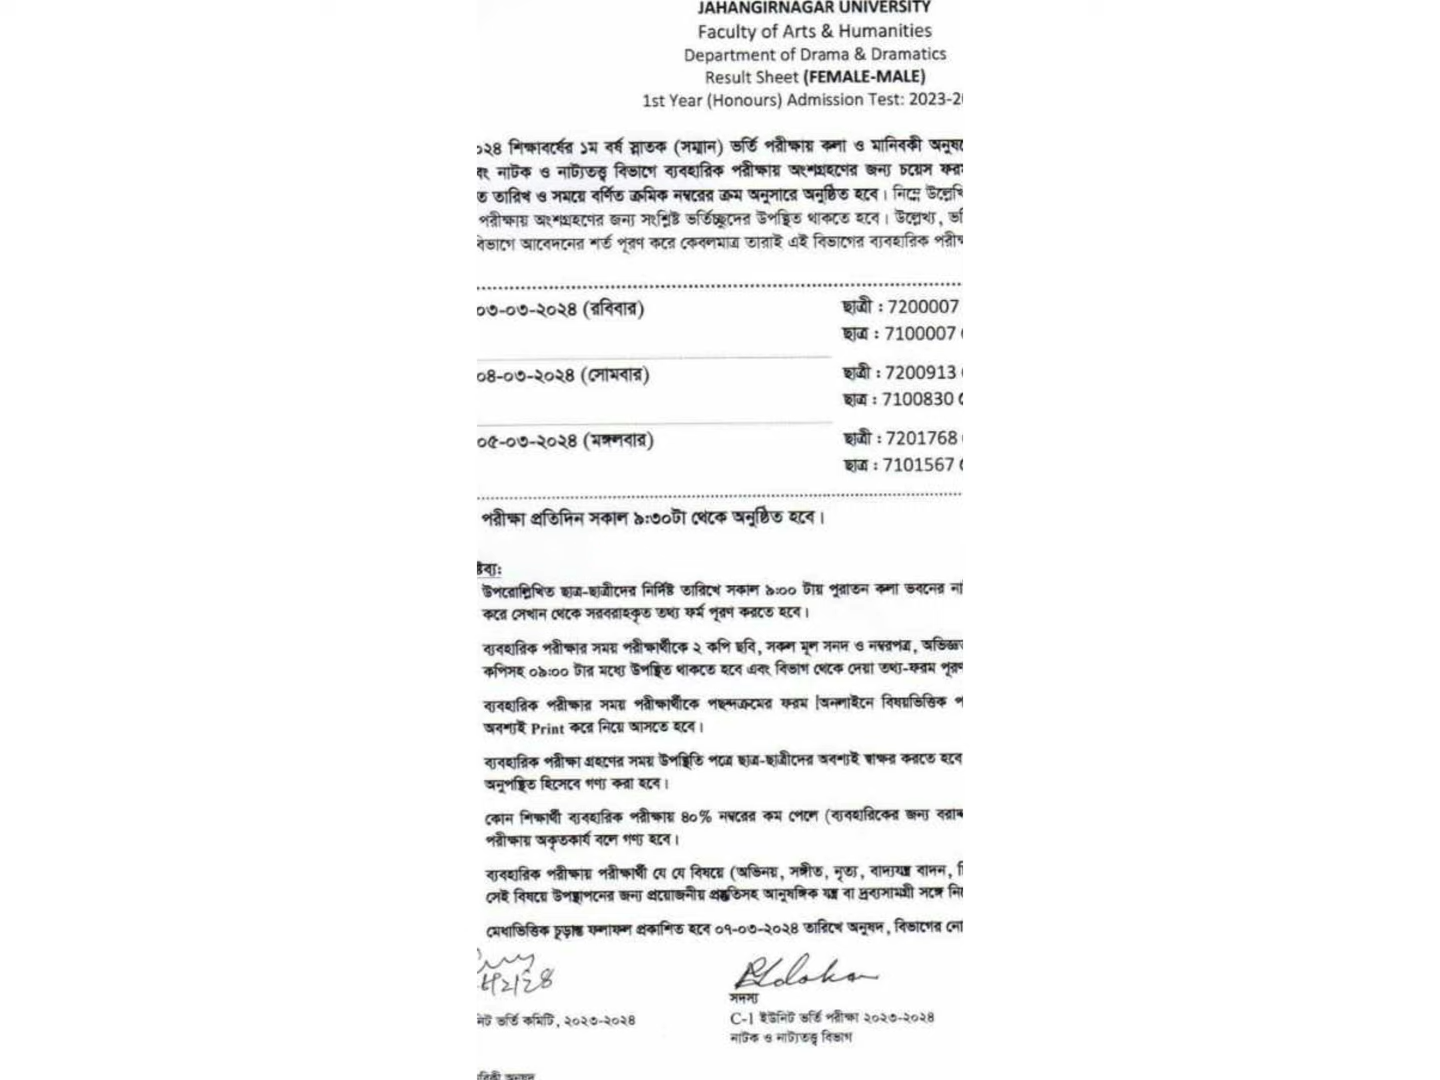 JAHANGIRNAGAR UNIVERSITY
Faculty of Arts & Humanities
Department of Drama & Dramatics
Result Sheet (FEMALE-MALE)
1st Year (Honours) Admission Test: 2023-2
০২৪ শিক্ষাবর্ষের ১ম বর্ষ স্নাতক (সম্মান) ভর্তি পরীক্ষায় কলা ও মানবিকী অনুষ
বং নাটক ও নাট্যতত্ত্ব বিভাগে ব্যবহারিক পরীক্ষায় অংশগ্রহণের জন্য চয়েস ফর
ত তারিখ ও সময়ে বর্ণিত ক্রমিক নম্বরের ক্রম অনুসারে অনুষ্ঠিত হবে। নিম্নে উল্লেখি
পরীক্ষায় অংশগ্রহণের জন্য সংশ্লিষ্ট ভর্তিচ্ছুদের উপস্থিত থাকতে হবে। উল্লেখ্য, ভ
বিভাগে আবেদনের শর্ত পূরণ করে কেবলমাত্র তারাই এই বিভাগের ব্যবহারিক পরীক্ষ
০৩-০৩-২০২৪ (রবিবার)
ছাত্রী : 7200007
ছাত্র : 7100007
০৪-০৩-২০২৪ (সোমবার)
ছাত্রী : 7200913
ছাত্র : 7100830
০৫-০৩-২০২৪ (মঙ্গলবার)
ছাত্রী : 7201768
ছাত্র : 7101567
পরীক্ষা প্রতিদিন সকাল ৯:৩০টা থেকে অনুষ্ঠিত হবে।
ষ্টব্য:
উপরোল্লিখিত ছাত্র-ছাত্রীদের নির্দিষ্ট তারিখে সকাল ৯:০০ টায় পুরাতন কলা ভবনের না
করে সেখান থেকে সরবরাহকৃত তথ্য ফর্ম পূরণ করতে হবে।
ব্যবহারিক পরীক্ষার সময় পরীক্ষার্থীকে ২ কপি ছবি, সকল মূল সনদ ও নম্বরপত্র, অভিজ্ঞত
কপিসহ ০৯:০০ টার মধ্যে উপস্থিত থাকতে হবে এবং বিভাগ থেকে দেয়া তথ্য-ফরম পূরণ
ব্যবহারিক পরীক্ষার সময় পরীক্ষার্থীকে পছন্দক্রমের ফরম [অনলাইনে বিষয়ভিত্তিক প
অবশ্যই Print করে নিয়ে আসতে হবে।
ব্যবহারিক পরীক্ষা গ্রহণের সময় উপস্থিতি পত্রে ছাত্র-ছাত্রীদের অবশ্যই স্বাক্ষর করতে হবে
অনুপস্থিত হিসেবে গণ্য করা হবে।
কোন শিক্ষার্থী ব্যবহারিক পরীক্ষায় ৪০% নম্বরের কম পেলে (ব্যবহারিকের জন্য বরাদ্দ
পরীক্ষায় অকৃতকার্য বলে গণ্য হবে।
ব্যবহারিক পরীক্ষায় পরীক্ষার্থী যে যে বিষয়ে (অভিনয়, সঙ্গীত, নৃত্য, বাদ্যযন্ত্র বাদন,
সেই বিষয়ে উপস্থাপনের জন্য প্রয়োজনীয় প্রস্তুতিসহ আনুষঙ্গিক যন্ত্র বা দ্রব্যসামগ্রী সঙ্গে নি
মেধাভিত্তিক চূড়ান্ত ফলাফল প্রকাশিত হবে ০৭-০৩-২০২৪ তারিখে অনুষদ, বিভাগের নো
সদস্য
নিট ভর্তি কমিটি, ২০২৩-২০২৪
C-1 ইউনিট ভর্তি পরীক্ষা ২০২৩-২০২৪
নাটক ও নাট্যতত্ত্ব বিভাগ